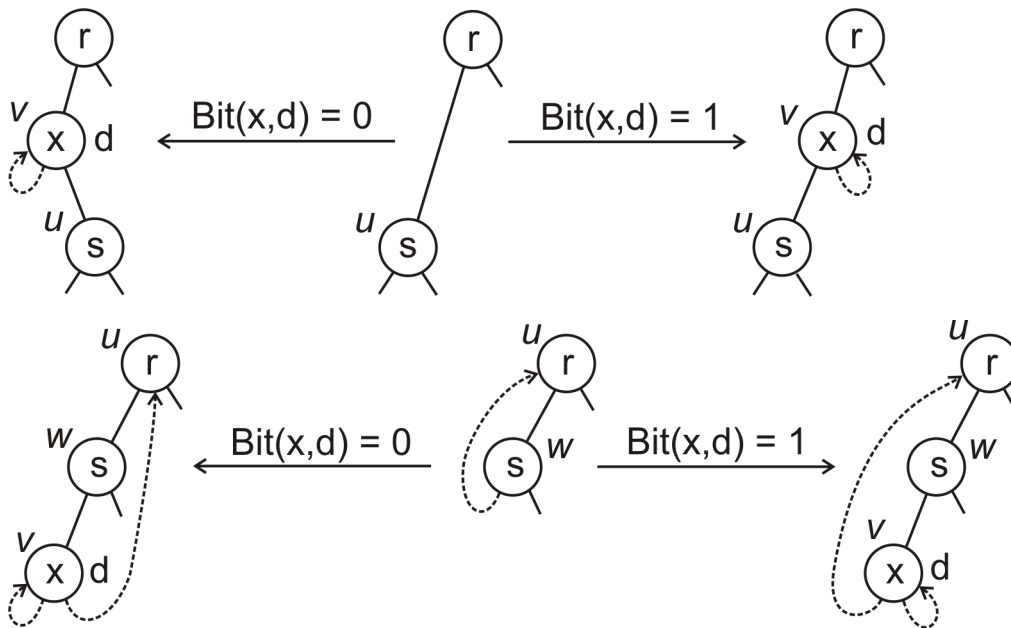 r r r
v x d Bit(x,d) = 0 Bit(x,d) = 1 v x d
u s u s u s
u r u r u r
w s Bit(x,d) = 0 s w Bit(x,d) = 1 s w
v x d v x d